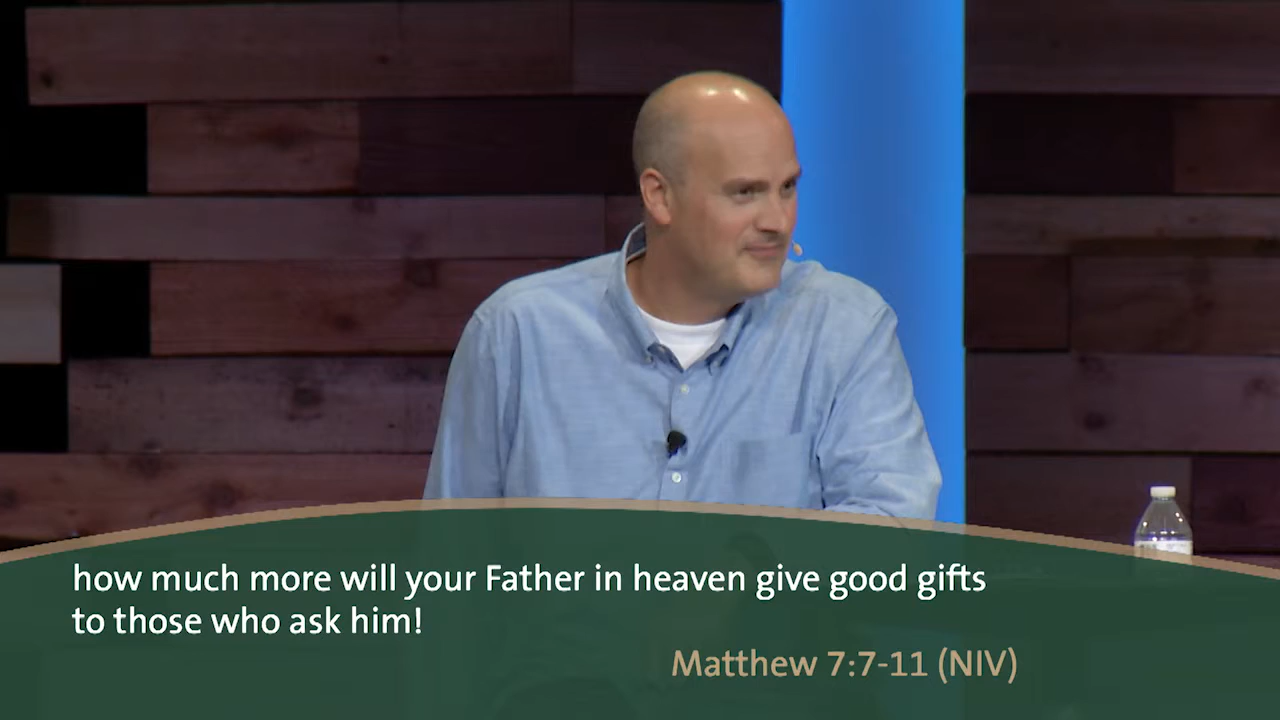 how much more will your Father in heaven give good gifts
to those who ask him!
Matthew 7:7-11 (NIV)